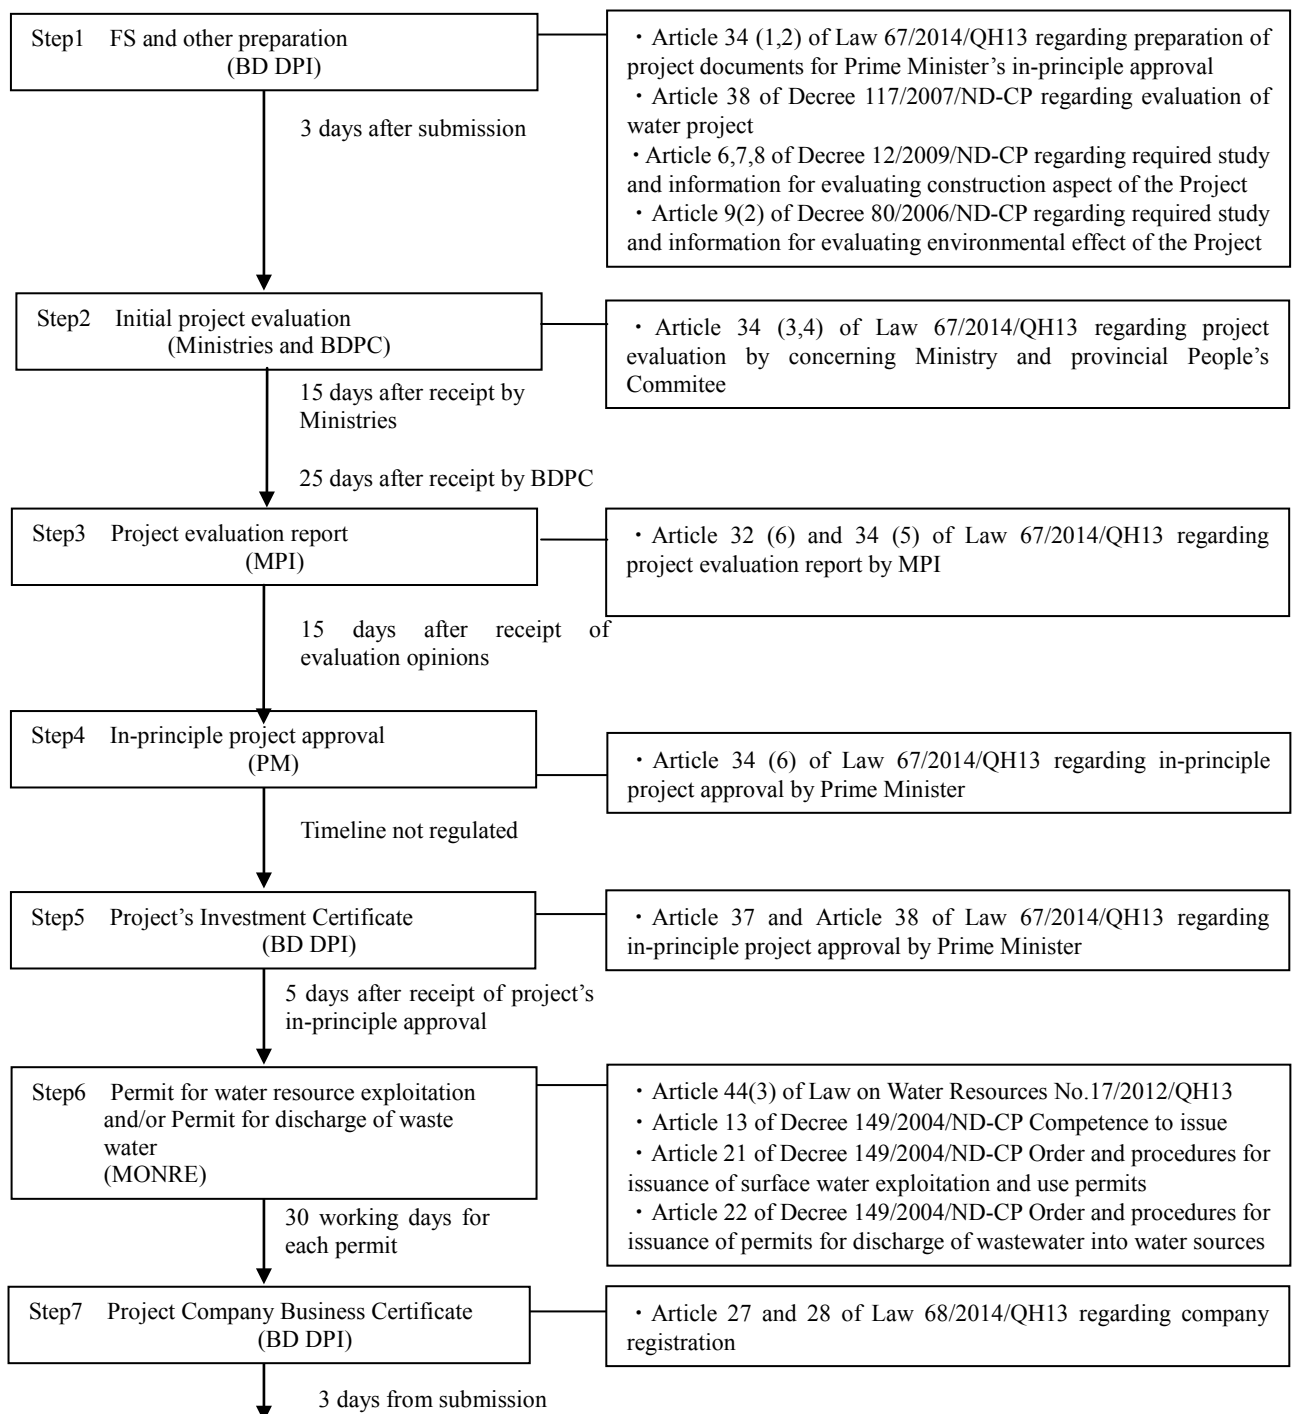 Step1 FS and other preparation
(BD DPI)
・Article 34 (1,2) of Law 67/2014/QH13 regarding preparation of
project documents for Prime Minister's in-principle approval
・Article 38 of Decree 117/2007/ND-CP regarding evaluation of
water project
・Article 6,7,8 of Decree 12/2009/ND-CP regarding required study
and information for evaluating construction aspect of the Project
・Article 9(2) of Decree 80/2006/ND-CP regarding required study
and information for evaluating environmental effect of the Project
3 days after submission
Step2 Initial project evaluation
(Ministries and BDPC)
・Article 34 (3,4) of Law 67/2014/QH13 regarding project
evaluation by concerning Ministry and provincial People's
Commitee
15 days after receipt by
Ministries
25 days after receipt by BDPC
Step3 Project evaluation report
(MPI)
・Article 32 (6) and 34 (5) of Law 67/2014/QH13 regarding
project evaluation report by MPI
15 days after receipt of
evaluation opinions
Step4 In-principle project approval
(PM)
・Article 34 (6) of Law 67/2014/QH13 regarding in-principle
project approval by Prime Minister
Timeline not regulated
Step5 Project's Investment Certificate
(BD DPI)
・Article 37 and Article 38 of Law 67/2014/QH13 regarding
in-principle project approval by Prime Minister
5 days after receipt of project's
in-principle approval
Step6 Permit for water resource exploitation
and/or Permit for discharge of waste
water
(MONRE)
・Article 44(3) of Law on Water Resources No.17/2012/QH13
・Article 13 of Decree 149/2004/ND-CP Competence to issue
・Article 21 of Decree 149/2004/ND-CP Order and procedures for
issuance of surface water exploitation and use permits
・Article 22 of Decree 149/2004/ND-CP Order and procedures for
issuance of permits for discharge of wastewater into water sources
30 working days for
each permit
Step7 Project Company Business Certificate
(BD DPI)
・Article 27 and 28 of Law 68/2014/QH13 regarding company
registration
3 days from submission